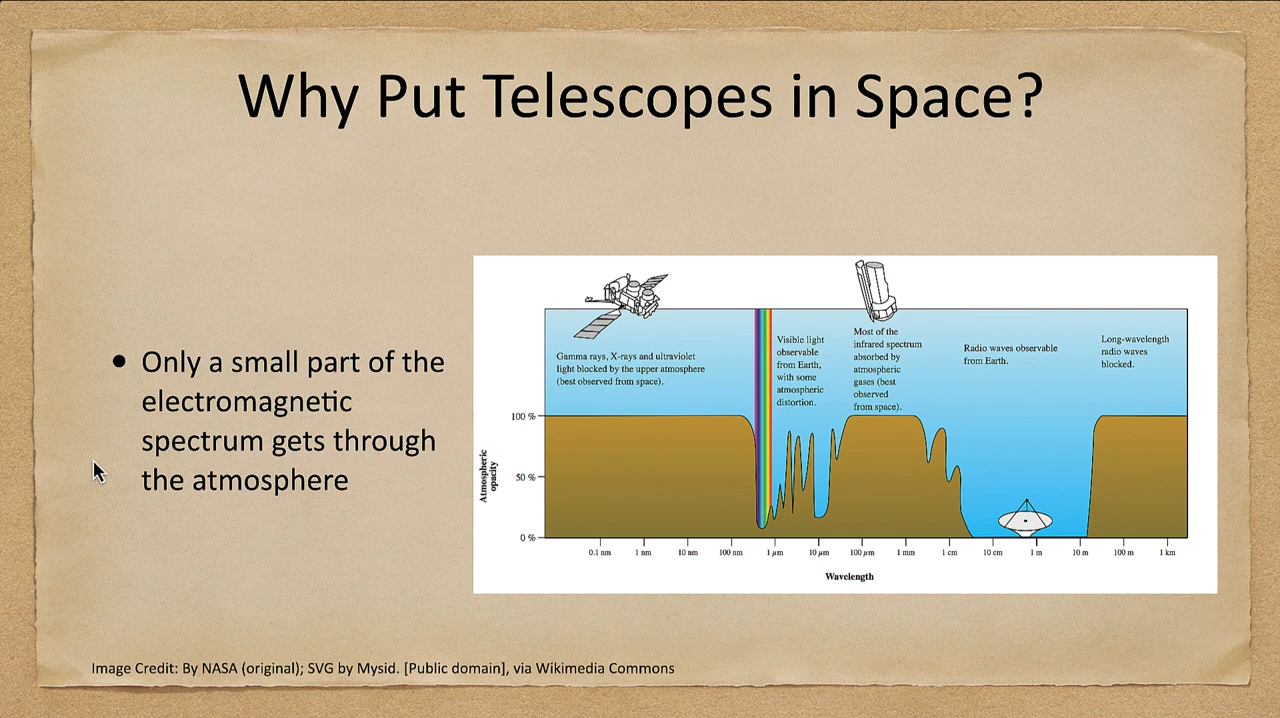 Why Put Telescopes in Space?
• Only a small part of the
electromagnetic
spectrum gets through
the atmosphere
Gamma rays, X-rays and ultraviolet
light blocked by the upper atmosphere
(best observed from space).
Visible light
observable
from Earth,
with some
atmospheric
distortion.
Most of the
infrared spectrum
absorbed by
atmospheric
gases (best
observed
from space).
Radio waves observable
from Earth.
Long-wavelength
radio waves
blocked.
Atmospheric
opacity
100 %
50 %
0 %
0.1 nm 1 nm 10 nm 100 nm 1 μm 10 μm 100 μm 1 mm 1 cm 10 cm 1 m 10 m 100 m 1 km
Wavelength
Image Credit: By NASA (original); SVG by Mysid. [Public domain], via Wikimedia Commons